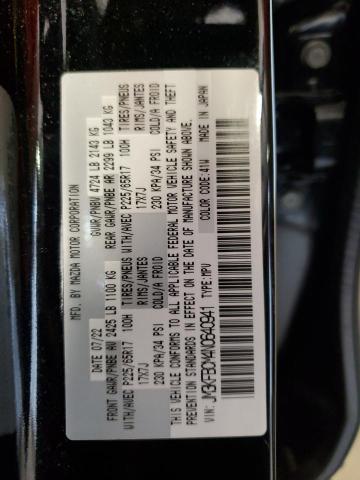 MFD. BY MAZDA MOTOR CORPORATION
DATE 07/22 GVWR/PNBV 4724 LB 2143 KG
FRONT GAWR/PNBE AV 2425 LB 1100 KG REAR GAWR/PNBE AR 2299 LB 1043 KG
WITH/AVEC P225/65R17 100H TIRES/PNEUS WITH/AVEC P225/65R17 100H TIRES/PNEUS
17X7J RIMS/JANTES 17X7J RIMS/JANTES
230 KPA/34 PSI COLD/A FROID 230 KPA/34 PSI COLD/A FROID
THIS VEHICLE CONFORMS TO ALL APPLICABLE FEDERAL MOTOR VEHICLE SAFETY AND THEFT
PREVENTION STANDARDS IN EFFECT ON THE DATE OF MANUFACTURE SHOWN ABOVE.
VIN: JM3KFBCM4N0640941 TYPE: MPV COLOR CODE: 41W MADE IN JAPAN